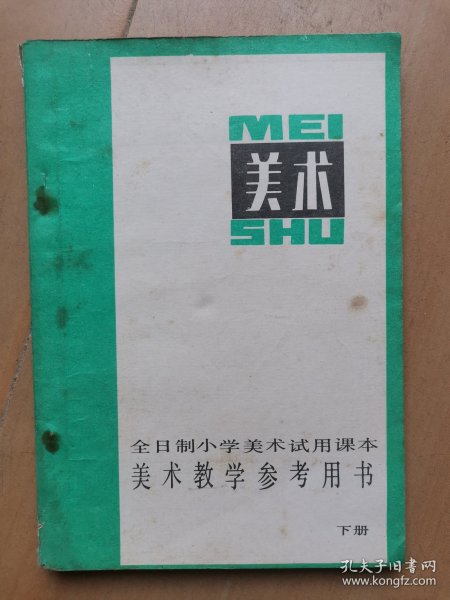 MEI
美术
SHU
全日制小学美术试用课本
美术教学参考用书
下册
孔夫子旧书网
www.kongfz.com